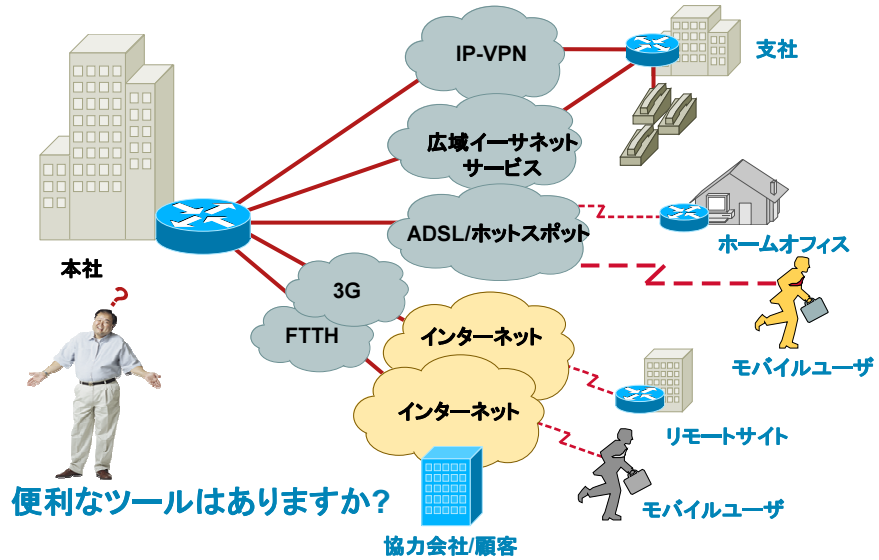 IP-VPN
支社
広域イーサネット
サービス
ADSL/ホットスポット
ホームオフィス
本社
?
3G
FTTH
インターネット
モバイルユーザ
インターネット
リモートサイト
便利なツールはありますか?
モバイルユーザ
協力会社/顧客